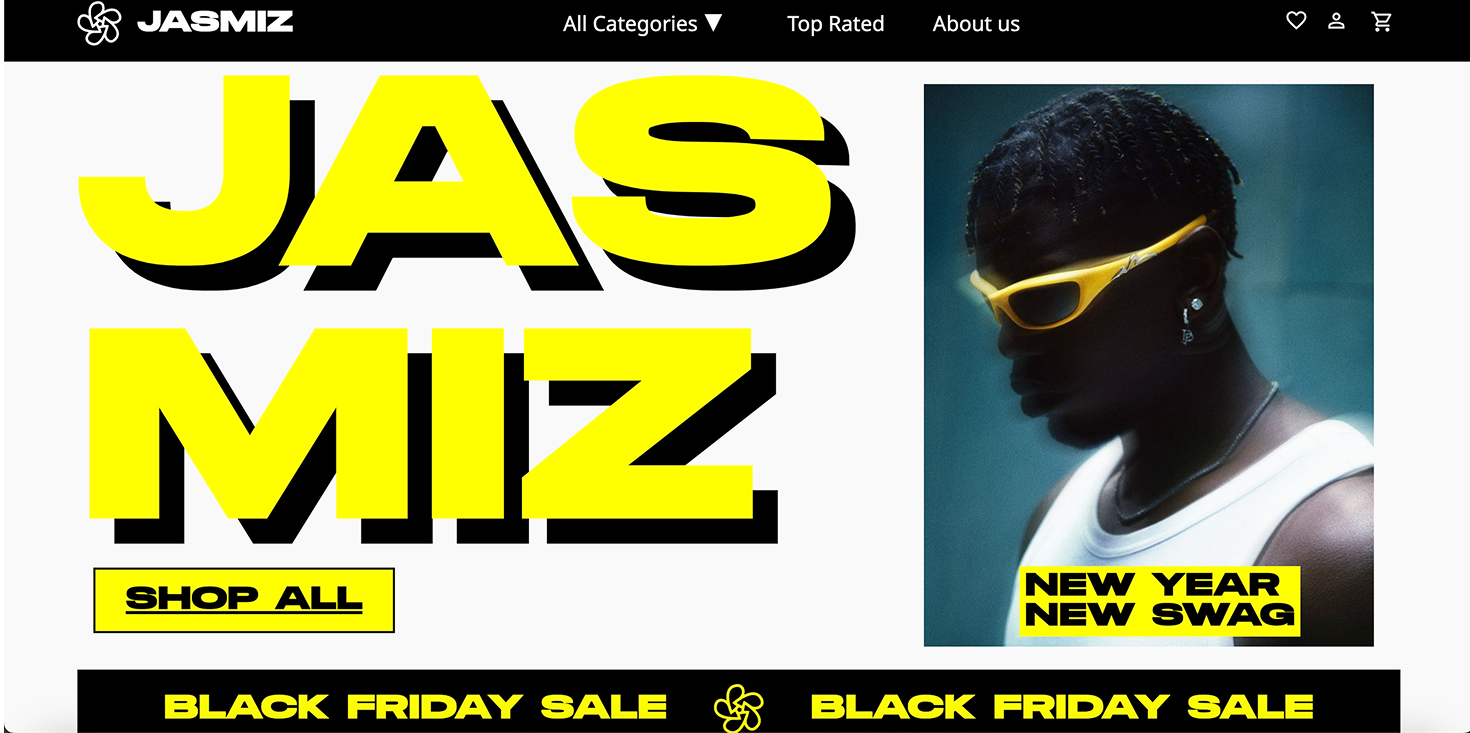 JASMIZ
All Categories ▼ Top Rated About us
JAS
MIZ
SHOP ALL
NEW YEAR
NEW SWAG
BLACK FRIDAY SALE BLACK FRIDAY SALE